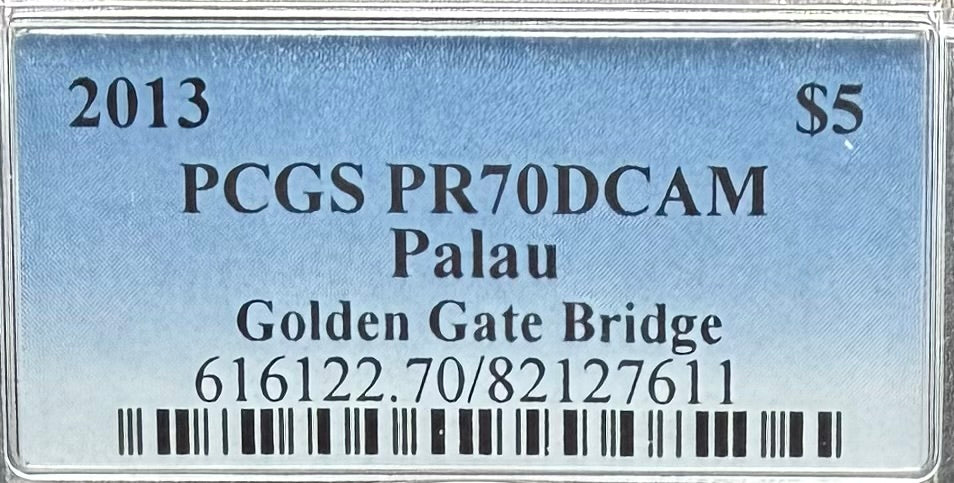 2013 $5
PCGS PR70DCAM
Palau
Golden Gate Bridge
616122.70/82127611